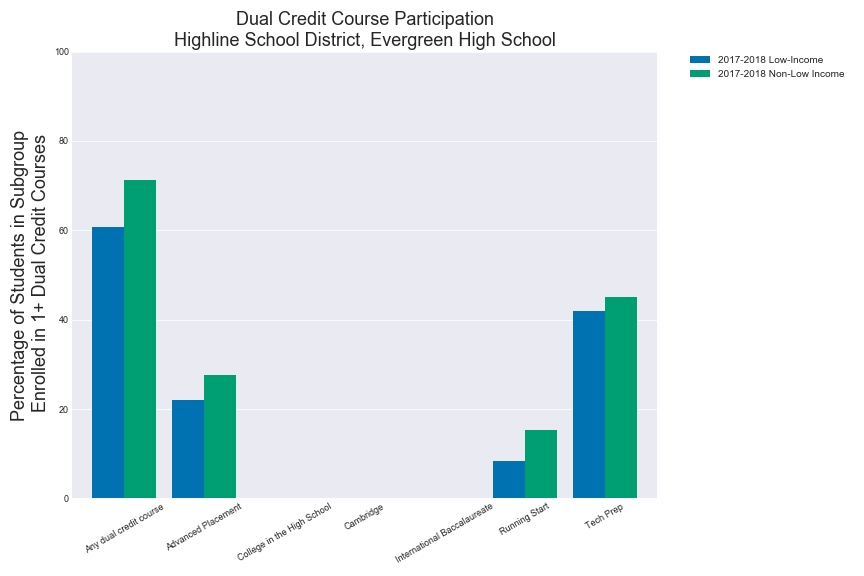 Dual Credit Course Participation
Highline School District, Evergreen High School
2017-2018 Low-Income
2017-2018 Non-Low Income
Percentage of Students in Subgroup
Enrolled in 1+ Dual Credit Courses
100
80
60
40
20
0
Any dual credit course
Advanced Placement
College in the High School
Cambridge
International Baccalaureate
Running Start
Tech Prep